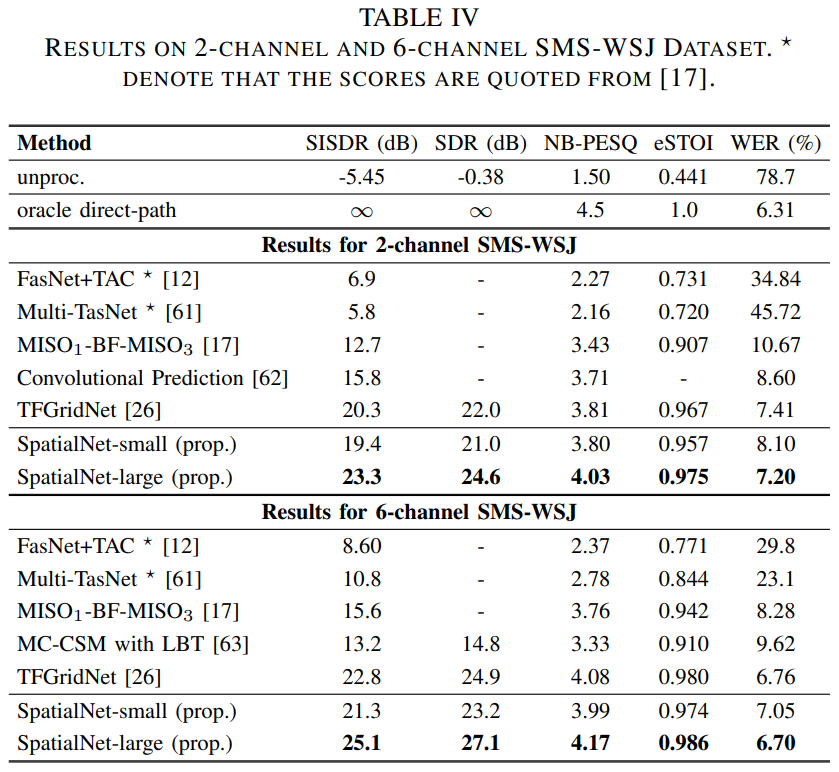 TABLE IV
RESULTS ON 2-CHANNEL AND 6-CHANNEL SMS-WSJ DATASET. ⋆
DENOTE THAT THE SCORES ARE QUOTED FROM [17].
Method SISDR (dB) SDR (dB) NB-PESQ eSTOI WER (%)
unproc. -5.45 -0.38 1.50 0.441 78.7
oracle direct-path ∞ ∞ 4.5 1.0 6.31
Results for 2-channel SMS-WSJ
FasNet+TAC ⋆ [12] 6.9 - 2.27 0.731 34.84
Multi-TasNet ⋆ [61] 5.8 - 2.16 0.720 45.72
MISO₁-BF-MISO₃ [17] 12.7 - 3.43 0.907 10.67
Convolutional Prediction [62] 15.8 - 3.71 - 8.60
TFGridNet [26] 20.3 22.0 3.81 0.967 7.41
SpatialNet-small (prop.) 19.4 21.0 3.80 0.957 8.10
SpatialNet-large (prop.) 23.3 24.6 4.03 0.975 7.20
Results for 6-channel SMS-WSJ
FasNet+TAC ⋆ [12] 8.60 - 2.37 0.771 29.8
Multi-TasNet ⋆ [61] 10.8 - 2.78 0.844 23.1
MISO₁-BF-MISO₃ [17] 15.6 - 3.76 0.942 8.28
MC-CSM with LBT [63] 13.2 14.8 3.33 0.910 9.62
TFGridNet [26] 22.8 24.9 4.08 0.980 6.76
SpatialNet-small (prop.) 21.3 23.2 3.99 0.974 7.05
SpatialNet-large (prop.) 25.1 27.1 4.17 0.986 6.70